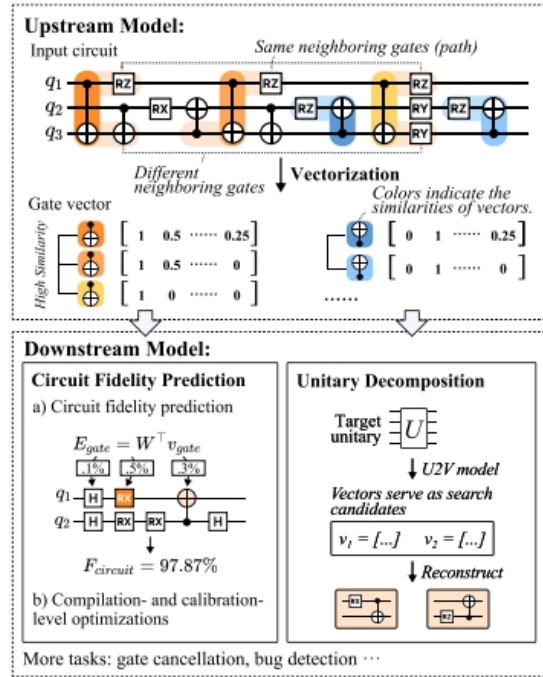 Upstream Model:
Input circuit
Same neighboring gates (path)
q1 RZ RZ RZ
q2 RX RZ RY RZ
q3 RY
Different neighboring gates
Vectorization
Colors indicate the similarities of vectors.
Gate vector
High Similarity
[ 1 0.5 ⋯⋯ 0.25 ]
[ 1 0.5 ⋯⋯ 0 ]
[ 1 0 ⋯⋯ 0 ]
[ 0 1 ⋯⋯ 0.25 ]
[ 0 1 ⋯⋯ 0 ]
⋯⋯
Downstream Model:
Circuit Fidelity Prediction
a) Circuit fidelity prediction
E_gate = W^⊤ v_gate
.1% .5% .3%
q1 H RX
q2 H RX RX H
F_circuit = 97.87%
b) Compilation- and calibration-
level optimizations
Unitary Decomposition
Target
unitary
U
U2V model
Vectors serve as search
candidates
v1 = [...] v2 = [...]
Reconstruct
RX
RZ
More tasks: gate cancellation, bug detection ⋯